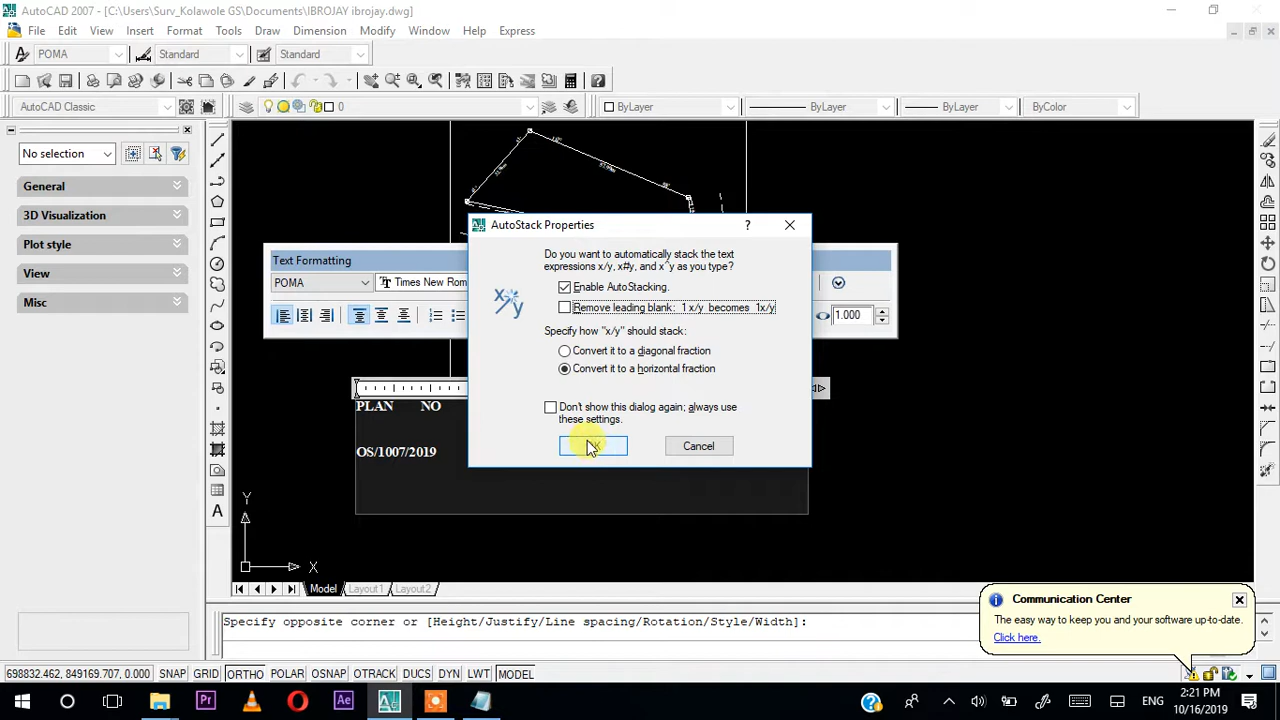 AutoCAD 2007 - [C:\Users\Surv_Kolawole GS\Documents\IBROJAY ibrojay.dwg]
File Edit View Insert Format Tools Draw Dimension Modify Window Help Express
POMA Standard Standard
AutoCAD Classic 0 ByLayer ByLayer ByLayer ByColor
No selection
General
3D Visualization
Plot style
View
Misc
Text Formatting
POMA Times New Rom
1.000
AutoStack Properties ?
Do you want to automatically stack the text
expressions x/y, x#y, and x^y as you type?
x/y
Enable AutoStacking.
Remove leading blank: 1 x/y becomes 1x/y
Specify how "x/y" should stack:
Convert it to a diagonal fraction
Convert it to a horizontal fraction
Don't show this dialog again; always use
these settings.
OK Cancel
PLAN NO
OS/1007/2019
Y
X
Model Layout1 Layout2
Specify opposite corner or [Height/Justify/Line spacing/Rotation/Style/Width]:
Communication Center
The easy way to keep you and your software up-to-date.
Click here.
698832.462, 849169.707, 0.000 SNAP GRID ORTHO POLAR OSNAP OTRACK DUCS DYN LWT MODEL
ENG
2:21 PM
10/16/2019